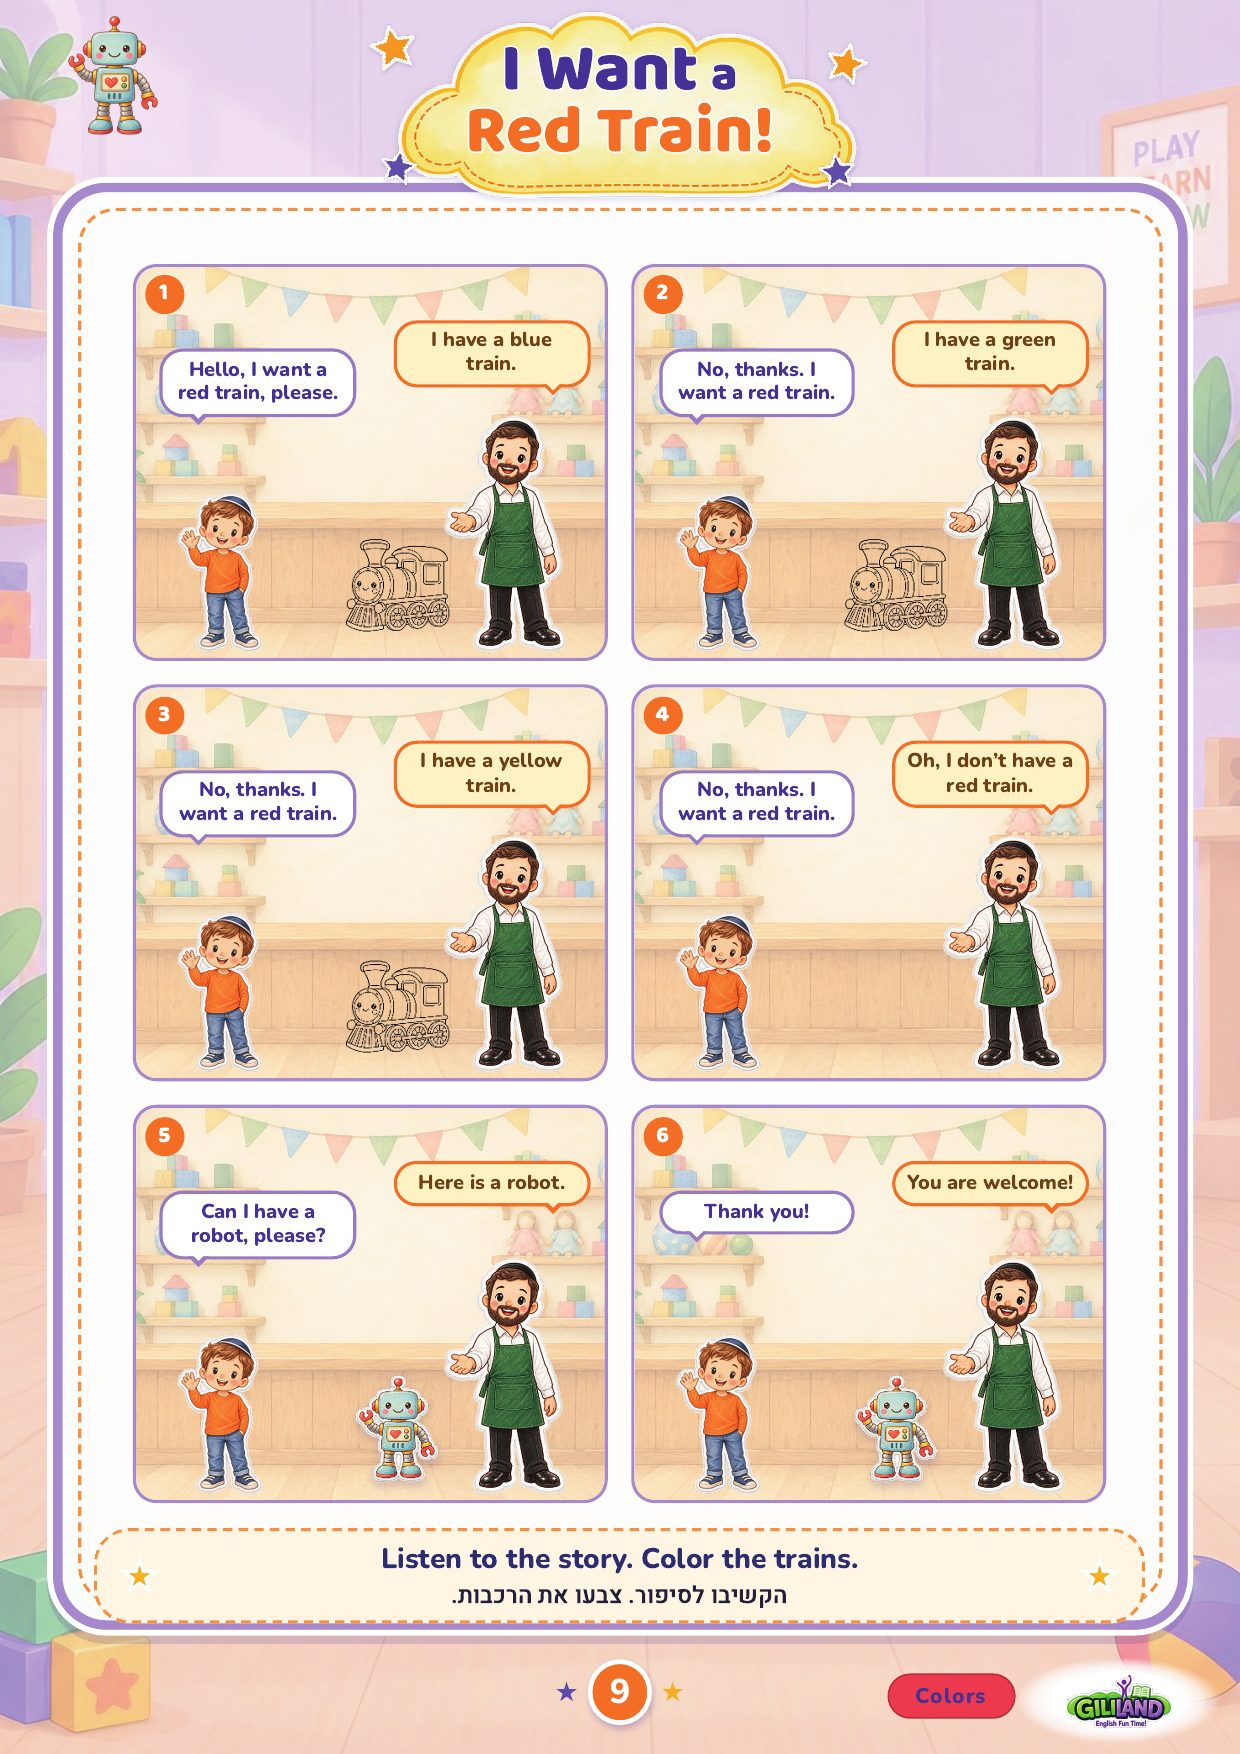 I Want a
Red Train!
PLAY
1
Hello, I want a
red train, please.
I have a blue
train.
2
No, thanks. I
want a red train.
I have a green
train.
3
No, thanks. I
want a red train.
I have a yellow
train.
4
No, thanks. I
want a red train.
Oh, I don't have a
red train.
5
Can I have a
robot, please?
Here is a robot.
6
Thank you!
You are welcome!
Listen to the story. Color the trains.
הקשיבו לסיפור. צבעו את הרכבות.
9
Colors
GILILAND
English Fun Time!